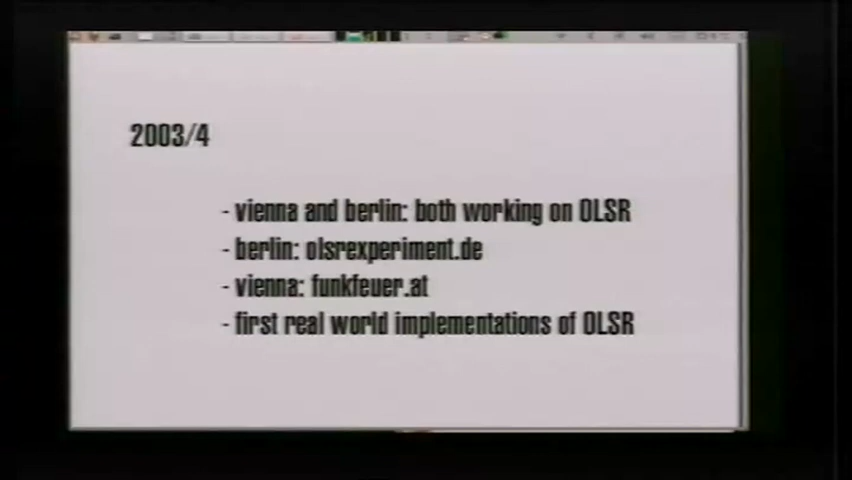 2003/4
- vienna and berlin: both working on OLSR
- berlin: olsrexperiment.de
- vienna: funkfeuer.at
- first real world implementations of OLSR